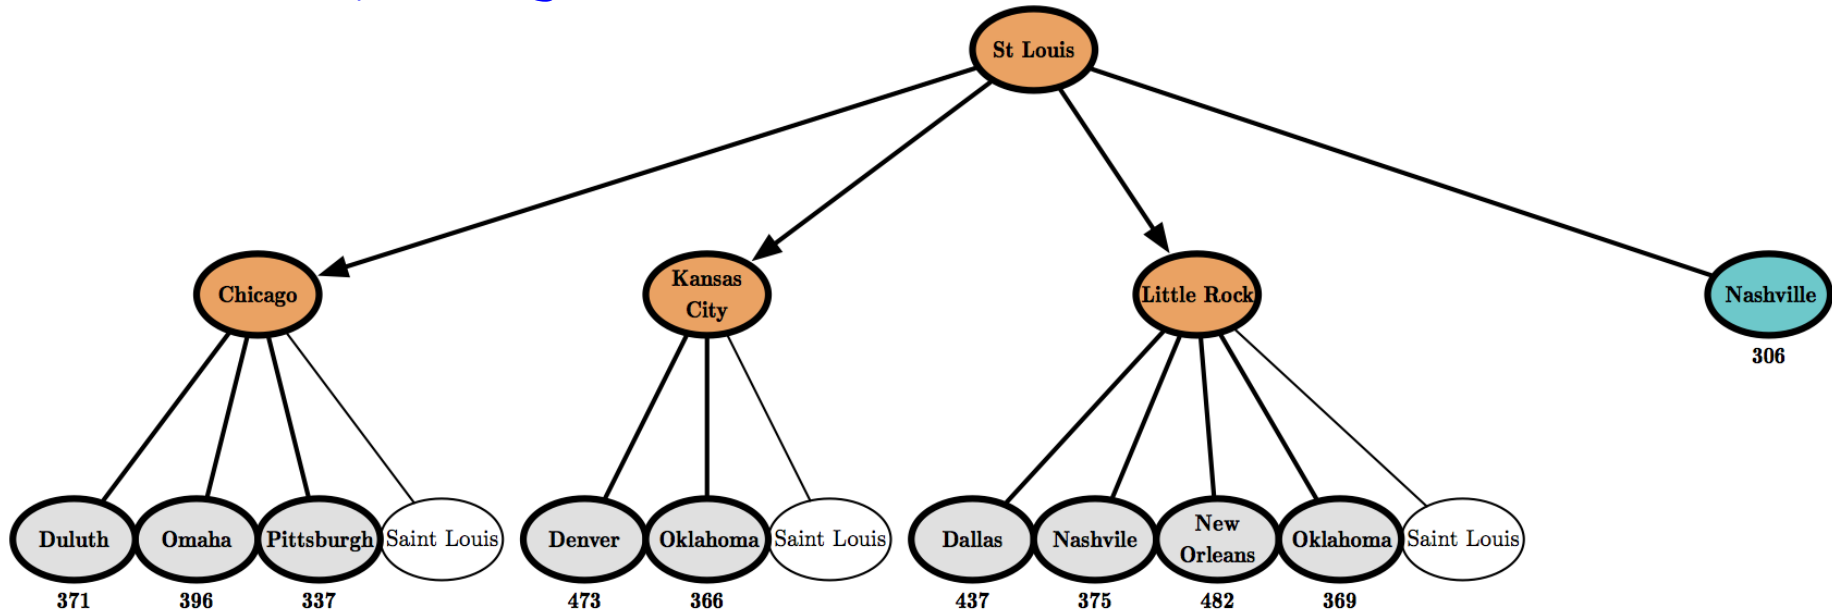 St Louis
Chicago
Kansas
City
Little Rock
Nashville
306
Duluth
Omaha
Pittsburgh
Saint Louis
Denver
Oklahoma
Saint Louis
Dallas
Nashvile
New
Orleans
Oklahoma
Saint Louis
371
396
337
473
366
437
375
482
369